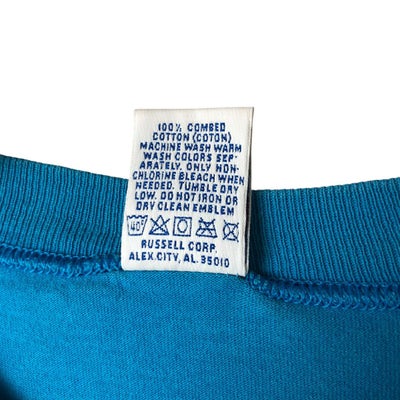 100% COMBED
COTTON (COTON)
MACHINE WASH WARM
WASH COLORS SEP-
ARATELY. ONLY NON-
CHLORINE BLEACH WHEN
NEEDED. TUMBLE DRY
LOW. DO NOT IRON OR
DRY CLEAN EMBLEM
40
RUSSELL CORP.
ALEX.CITY, AL. 35010